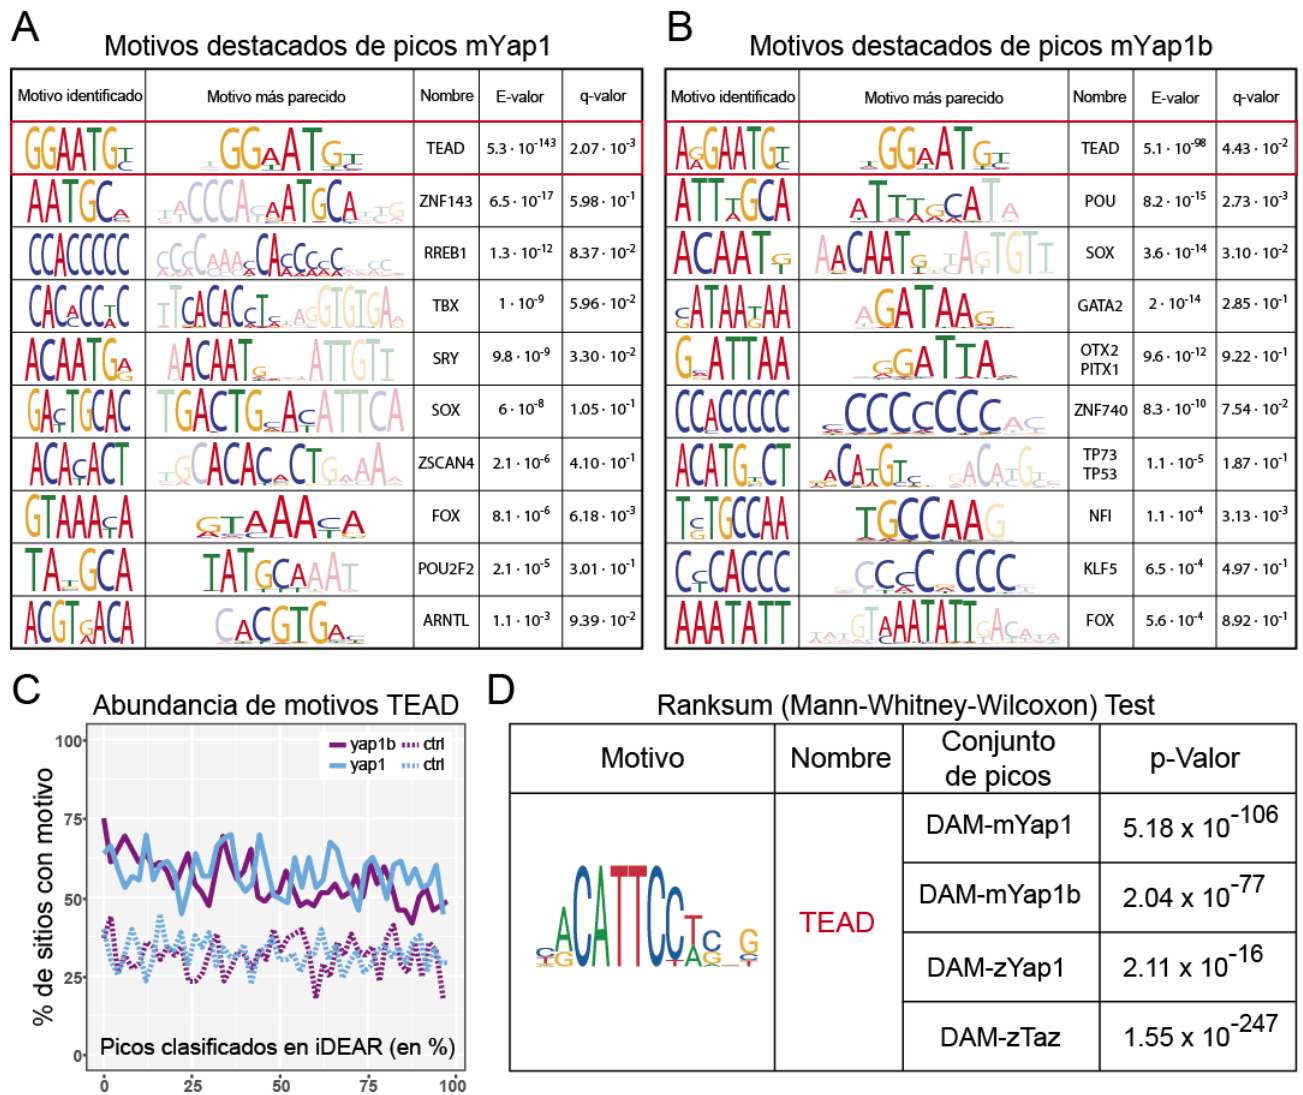 A
Motivos destacados de picos mYap1
Motivo identificado Motivo más parecido Nombre E-valor q-valor
TEAD 5.3 · 10^-143 2.07 · 10^-3
ZNF143 6.5 · 10^-17 5.98 · 10^-1
RREB1 1.3 · 10^-12 8.37 · 10^-2
TBX 1 · 10^-9 5.96 · 10^-2
SRY 9.8 · 10^-9 3.30 · 10^-2
SOX 6 · 10^-8 1.05 · 10^-1
ZSCAN4 2.1 · 10^-6 4.10 · 10^-1
FOX 8.1 · 10^-6 6.18 · 10^-3
POU2F2 2.1 · 10^-5 3.01 · 10^-1
ARNTL 1.1 · 10^-3 9.39 · 10^-2
B
Motivos destacados de picos mYap1b
Motivo identificado Motivo más parecido Nombre E-valor q-valor
TEAD 5.1 · 10^-98 4.43 · 10^-2
POU 8.2 · 10^-15 2.73 · 10^-3
SOX 3.6 · 10^-14 3.10 · 10^-2
GATA2 2 · 10^-14 2.85 · 10^-1
OTX2
PITX1 9.6 · 10^-12 9.22 · 10^-1
ZNF740 8.3 · 10^-10 7.54 · 10^-2
TP73
TP53 1.1 · 10^-5 1.87 · 10^-1
NFI 1.1 · 10^-4 3.13 · 10^-3
KLF5 6.5 · 10^-4 4.97 · 10^-1
FOX 5.6 · 10^-4 8.92 · 10^-1
C
Abundancia de motivos TEAD
yap1b ctrl
yap1 ctrl
% de sitios con motivo
100
75
50
25
0
Picos clasificados en iDEAR (en %)
0 25 50 75 100
D
Ranksum (Mann-Whitney-Wilcoxon) Test
Motivo Nombre Conjunto
de picos p-Valor
TEAD
DAM-mYap1 5.18 x 10^-106
DAM-mYap1b 2.04 x 10^-77
DAM-zYap1 2.11 x 10^-16
DAM-zTaz 1.55 x 10^-247